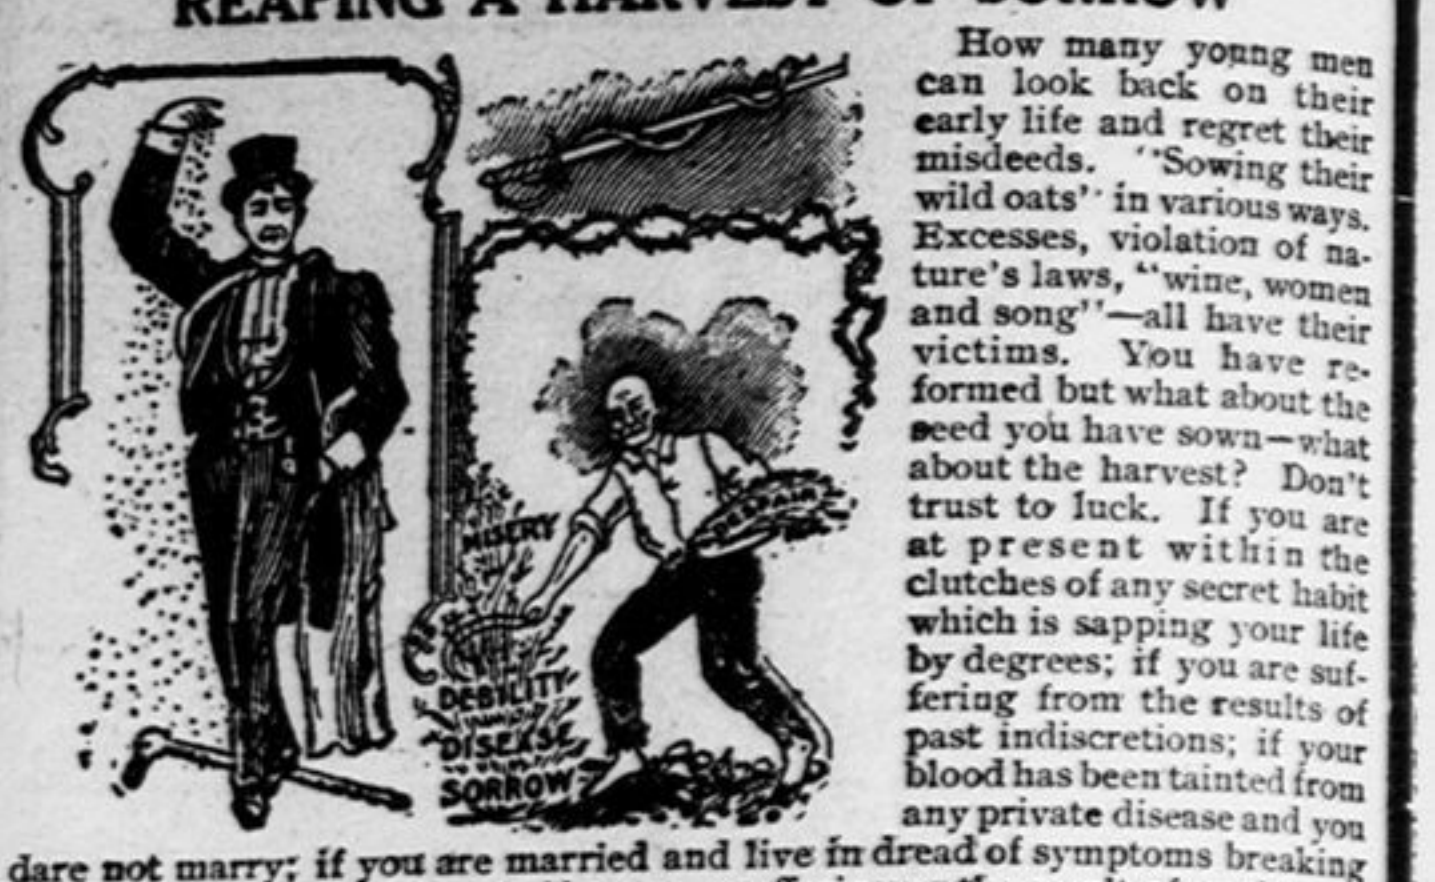 REAPING A HARVEST OF SORROW
How many young men
can look back on their
early life and regret their
misdeeds. "Sowing their
wild oats" in various ways.
Excesses, violation of na-
ture's laws, "wine, women
and song"—all have their
victims. You have re-
formed but what about the
seed you have sown—what
about the harvest? Don't
trust to luck. If you are
at present within the
clutches of any secret habit
which is sapping your life
by degrees; if you are suf-
fering from the results of
past indiscretions; if your
blood has been tainted from
any private disease and you
dare not marry; if you are married and live in dread of symptoms breaking
DESPAIR
MISERY
DEBILITY
DISEASE
SORROW